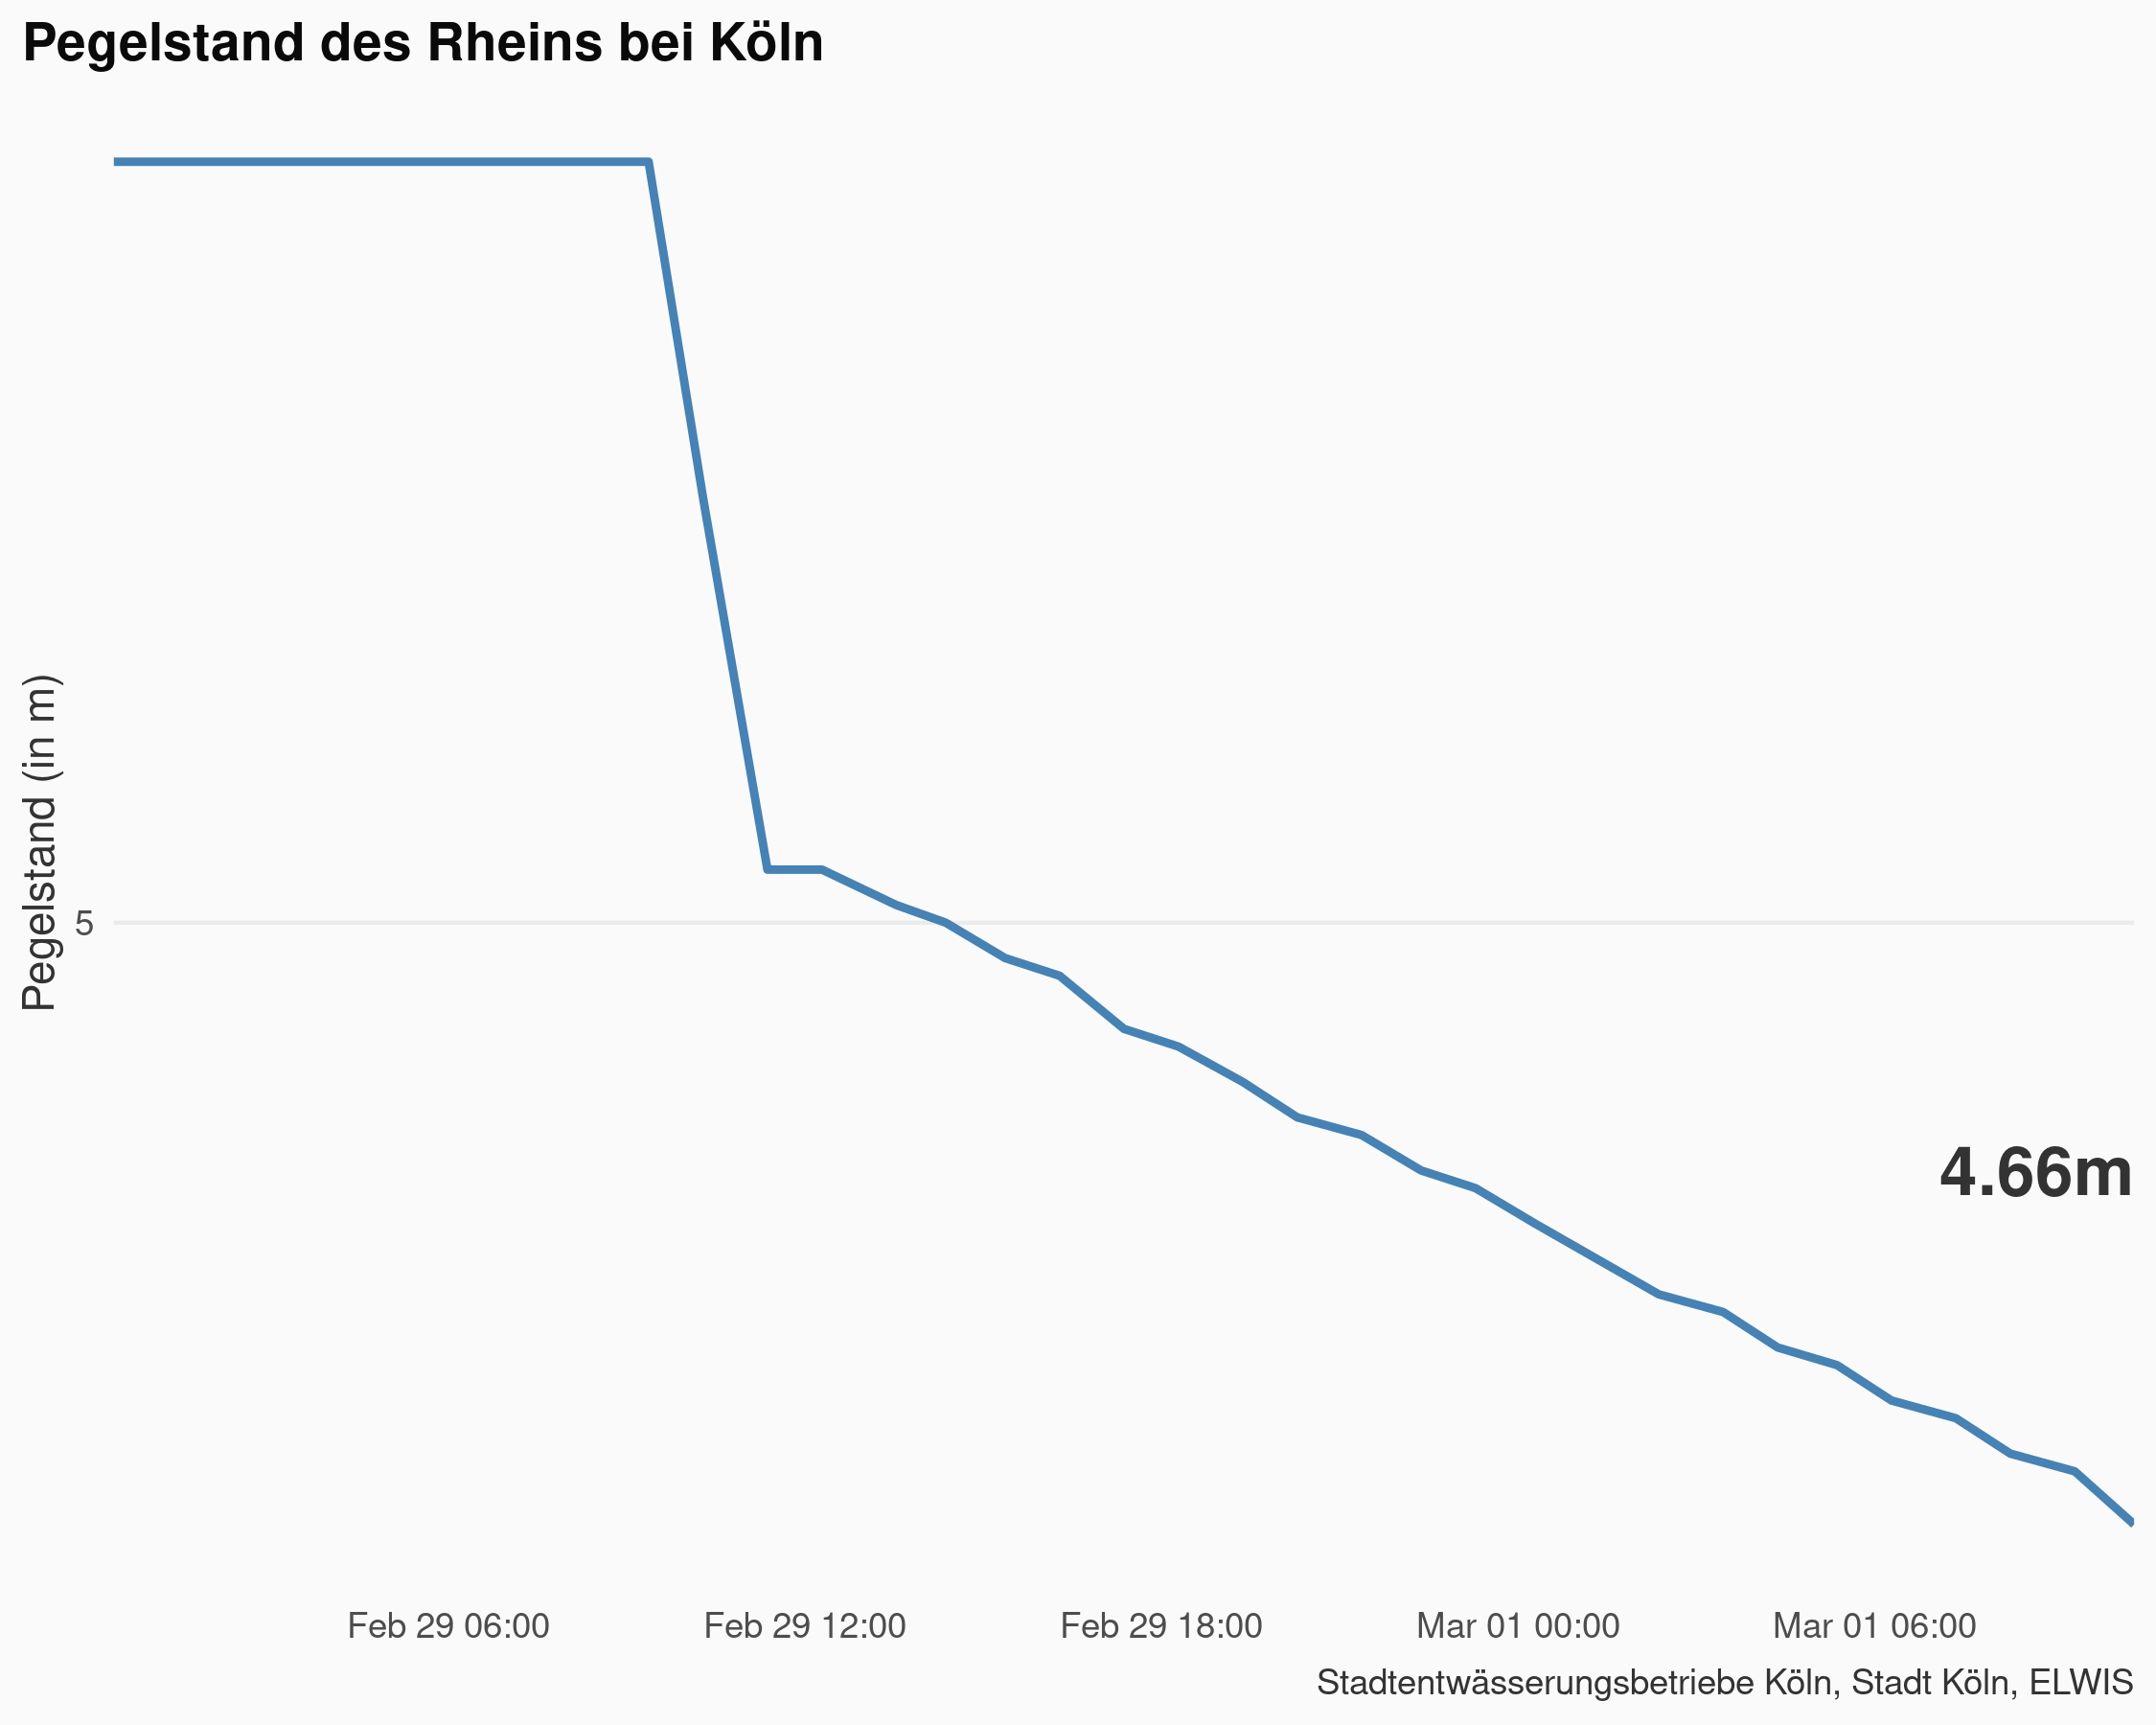 Pegelstand des Rheins bei Köln
Pegelstand (in m)
5
4.66m
Feb 29 06:00
Feb 29 12:00
Feb 29 18:00
Mar 01 00:00
Mar 01 06:00
Stadtentwässerungsbetriebe Köln, Stadt Köln, ELWIS